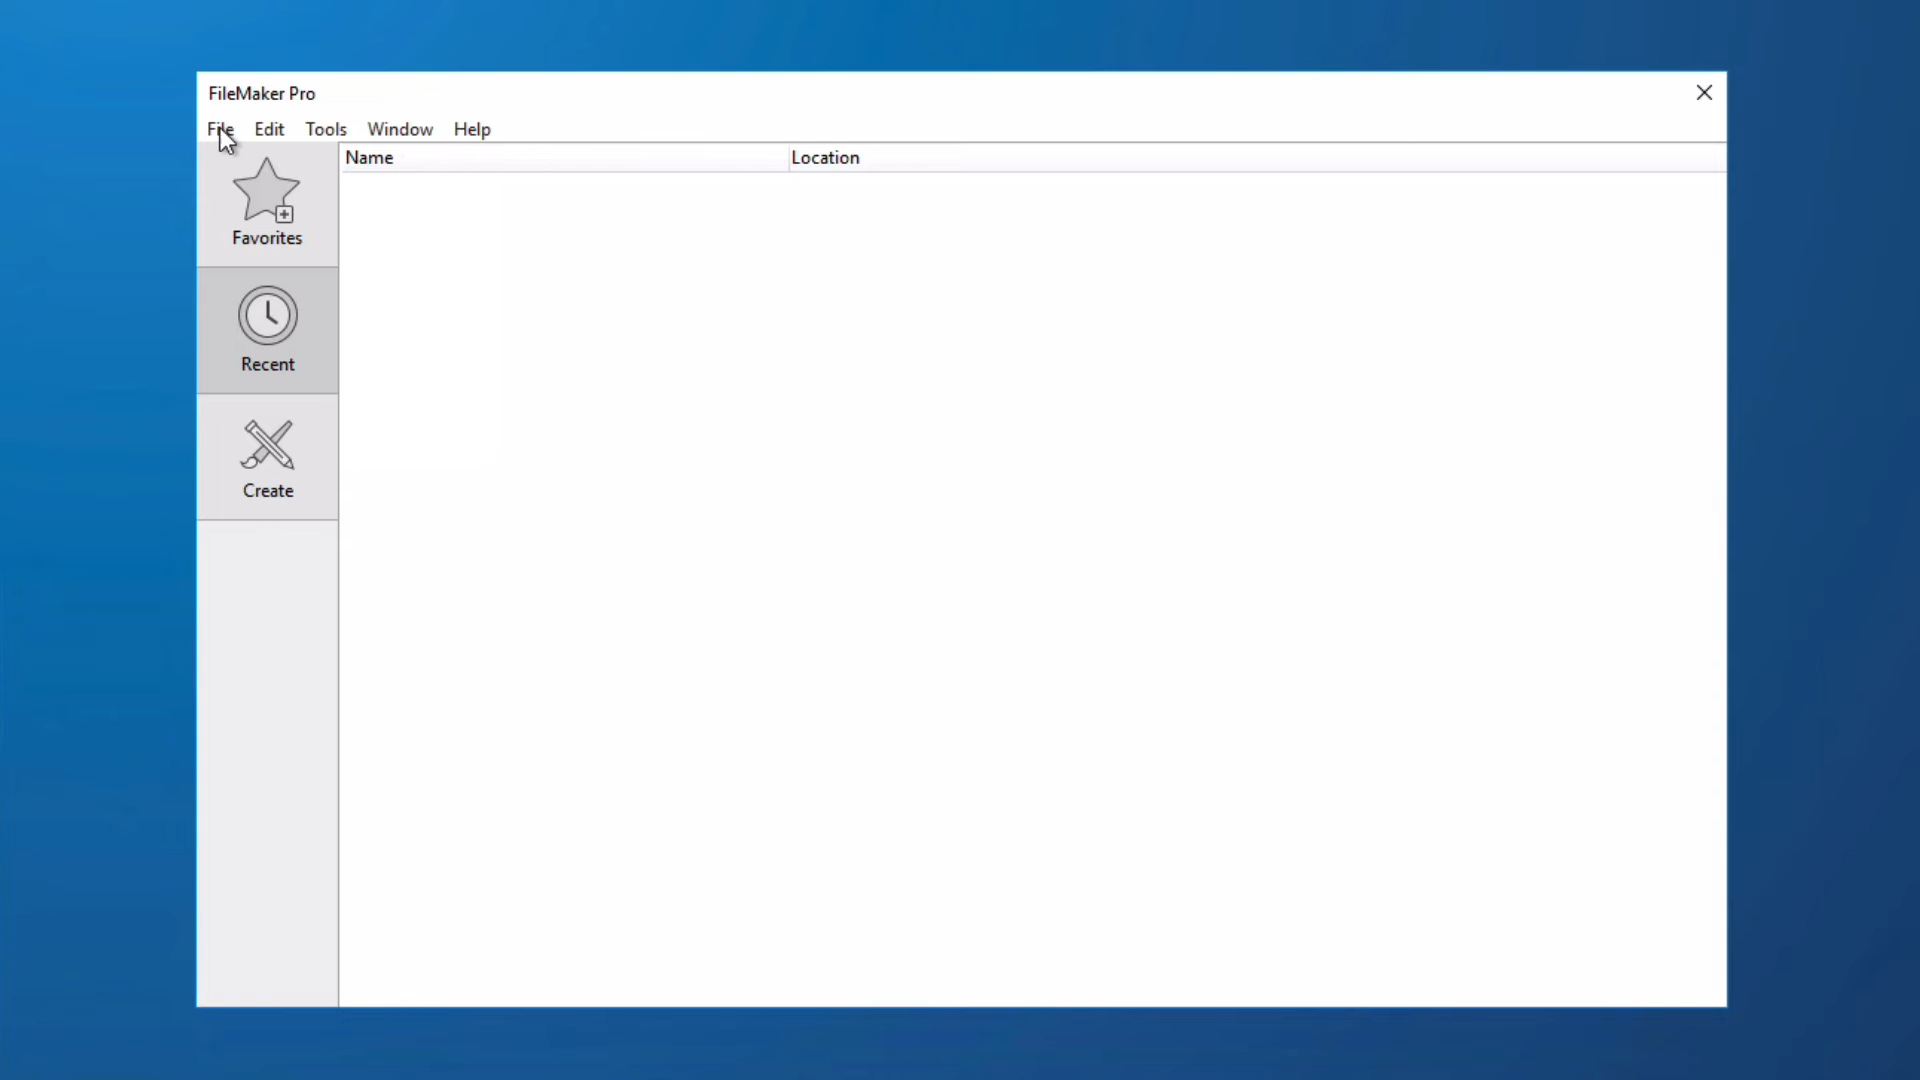 FileMaker Pro
File Edit Tools Window Help
Name Location
Favorites
Recent
Create